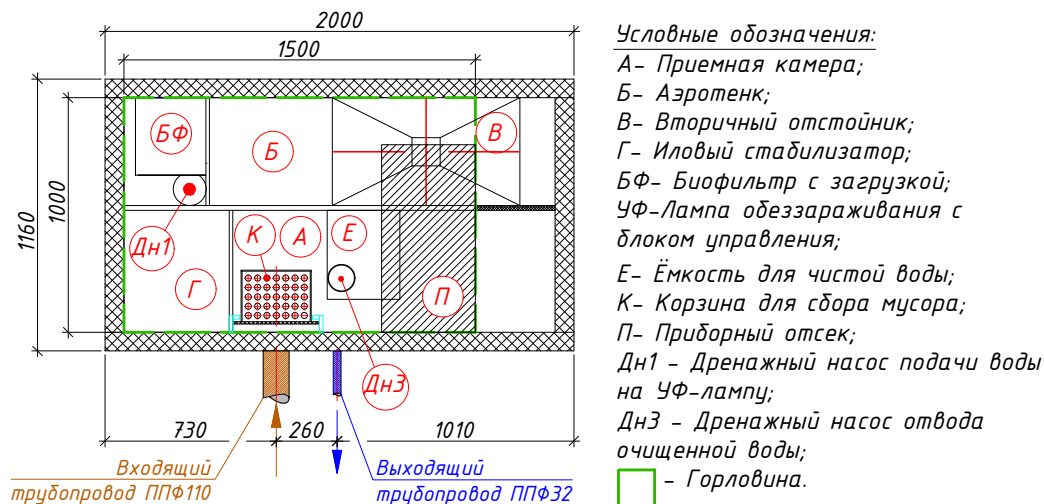 2000
1500
1160
1000
БФ
Б
В
Дн1
К
А
Е
Г
П
Дн3
730
260
1010
Входящий
трубопровод ППФ110
Выходящий
трубопровод ППФ32
Условные обозначения:
А- Приемная камера;
Б- Аэротенк;
В- Вторичный отстойник;
Г- Иловый стабилизатор;
БФ- Биофильтр с загрузкой;
УФ-Лампа обеззараживания с
блоком управления;
Е- Ёмкость для чистой воды;
К- Корзина для сбора мусора;
П- Приборный отсек;
Дн1 - Дренажный насос подачи воды
на УФ-лампу;
Дн3 - Дренажный насос отвода
очищенной воды;
- Горловина.